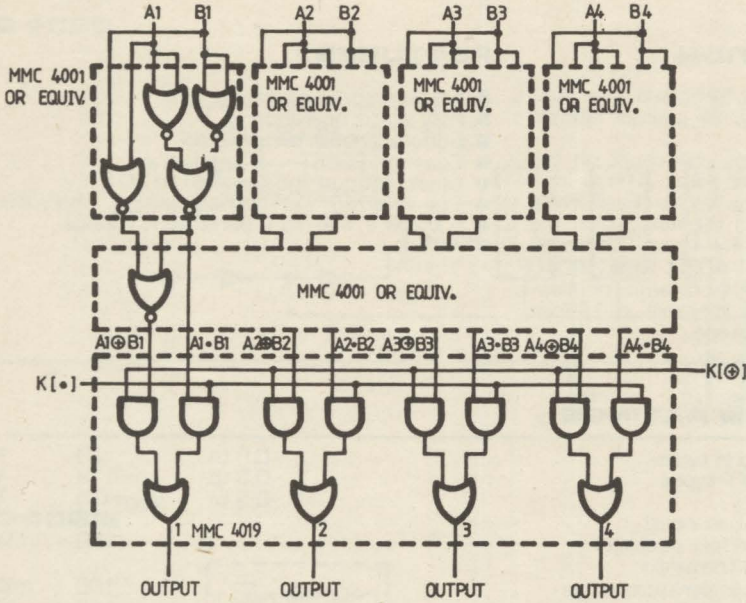 A1 B1 A2 B2 A3 B3 A4 B4
MMC 4001
OR EQUIV.
MMC 4001
OR EQUIV.
MMC 4001
OR EQUIV.
MMC 4001
OR EQUIV.
MMC 4001 OR EQUIV.
A1⊕B1 A1•B1 A2⊕B2 A2•B2 A3⊕B3 A3•B3 A4⊕B4 A4•B4
K[⊕]
K[•]
1 MMC 4019 2 3 4
OUTPUT OUTPUT OUTPUT OUTPUT